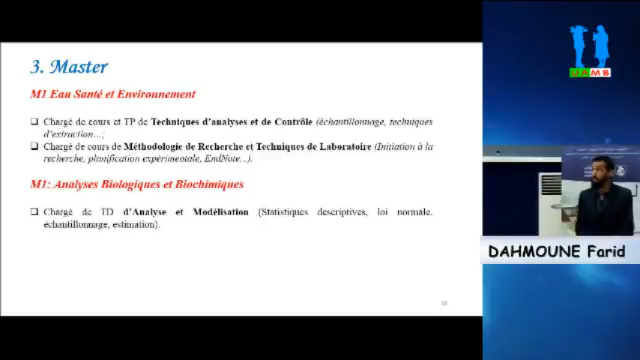 3. Master
M1 Eau Santé et Environnement
Chargé de cours et TP de Techniques d'analyses et de Contrôle (échantillonnage, techniques
d'extraction…;
Chargé de cours de Méthodologie de Recherche et Techniques de Laboratoire (Initiation à la
recherche, planification expérimentale, EndNote…).
M1: Analyses Biologiques et Biochimiques
Chargé de TD d'Analyse et Modélisation (Statistiques descriptives, loi normale,
échantillonnage, estimation).
DAHMOUNE Farid